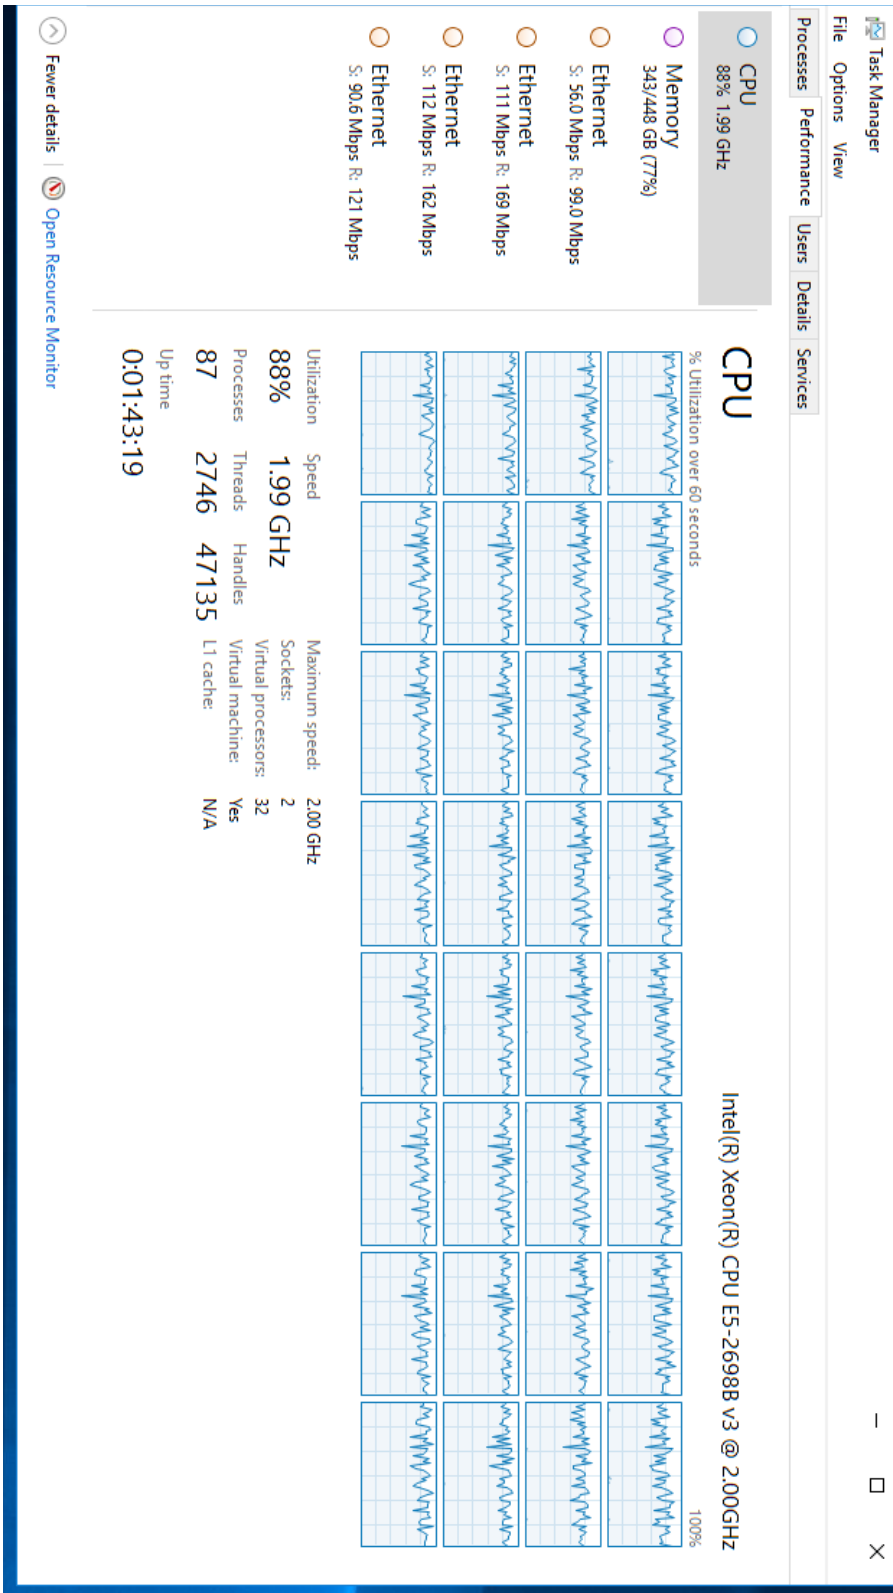 Task Manager
File Options View
Processes Performance Users Details Services
CPU
88% 1.99 GHz
Memory
343/448 GB (77%)
Ethernet
S: 56.0 Mbps R: 99.0 Mbps
Ethernet
S: 111 Mbps R: 169 Mbps
Ethernet
S: 112 Mbps R: 162 Mbps
Ethernet
S: 90.6 Mbps R: 121 Mbps
CPU Intel(R) Xeon(R) CPU E5-2698B v3 @ 2.00GHz
% Utilization over 60 seconds 100%
Utilization Speed Maximum speed: 2.00 GHz
88% 1.99 GHz Sockets: 2
Virtual processors: 32
Processes Threads Handles Virtual machine: Yes
87 2746 47135 L1 cache: N/A
Up time
0:01:43:19
Fewer details Open Resource Monitor